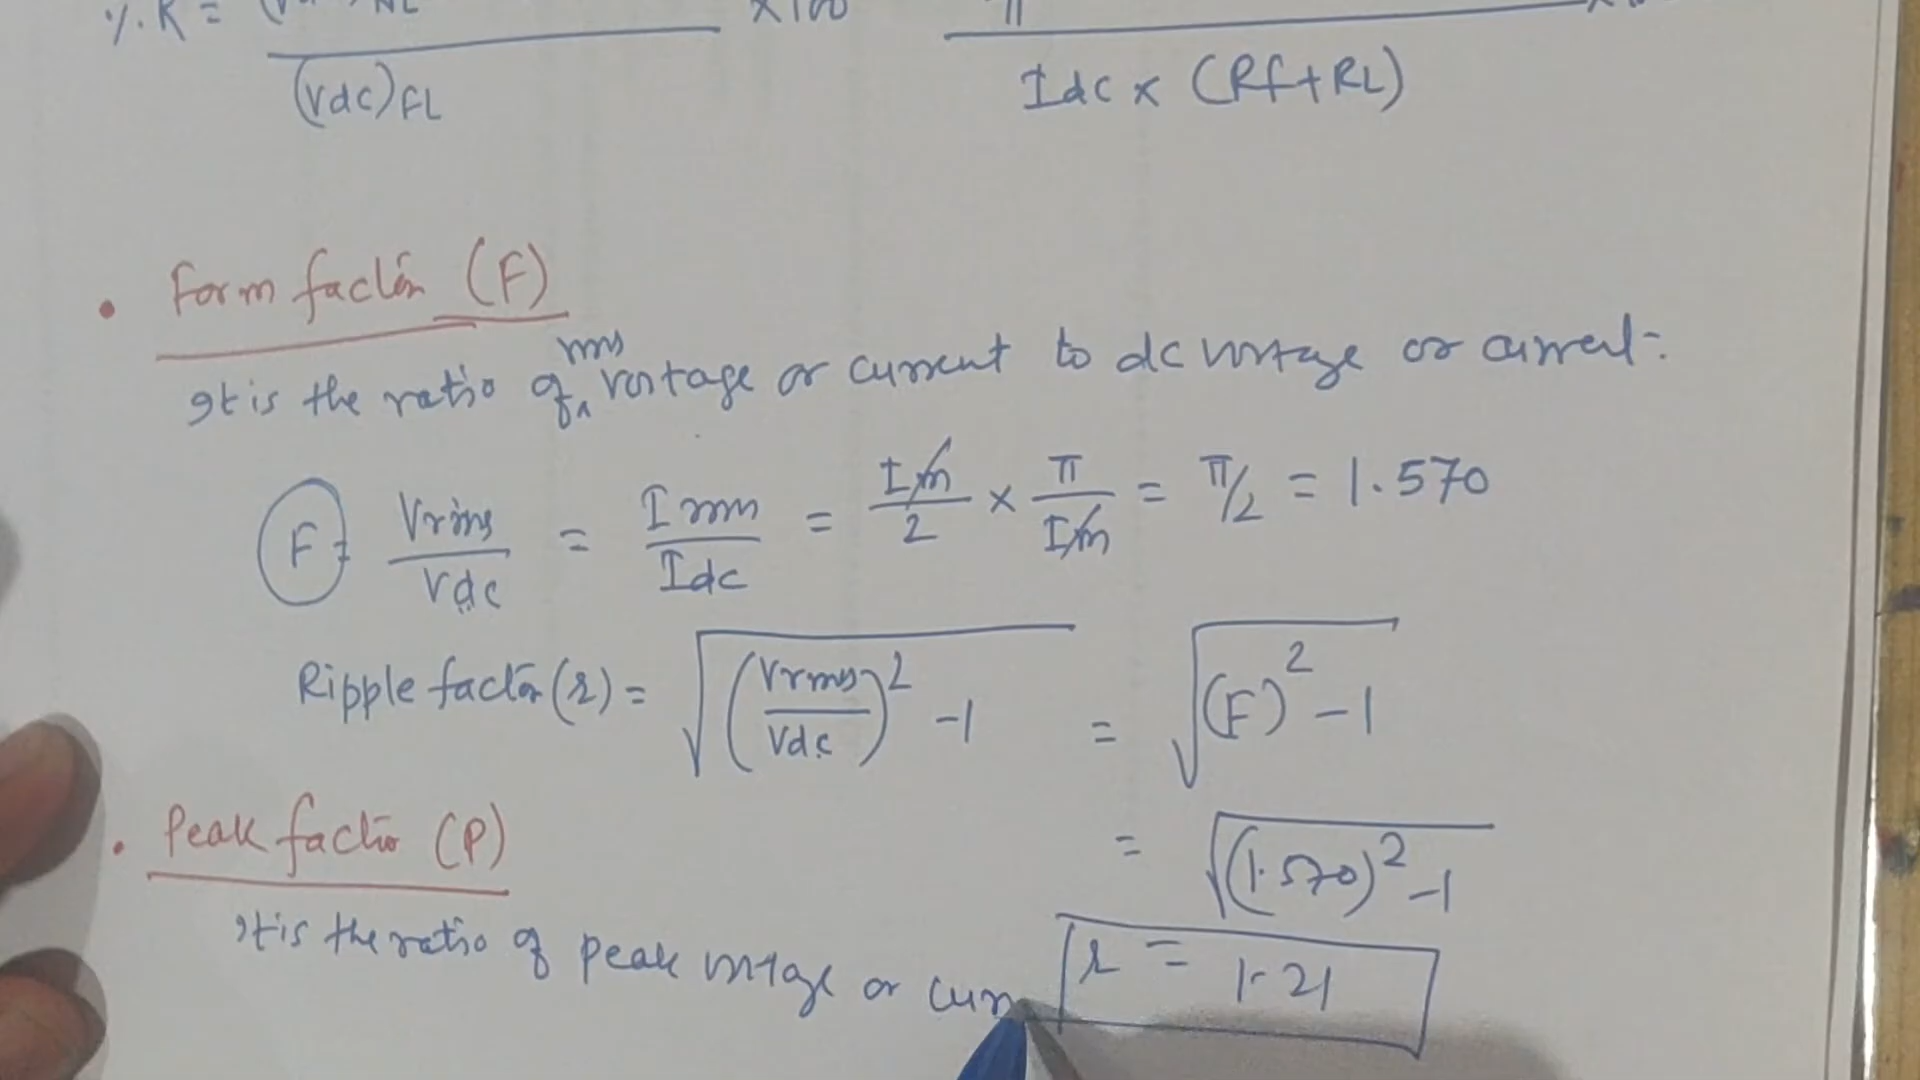 %.R = ×100
(Vdc)FL
π
Idc × (Rf+RL)
• Form factor (F)
It is the ratio of rms voltage or current to dc voltage or current.
F = Vrms/Vdc = Irms/Idc = Im/2 × π/Im = π/2 = 1.570
Ripple factor (r) = √((Vrms/Vdc)² -1) = √((F)² -1)
= √((1.570)² -1)
r = 1.21
• Peak factor (P)
It is the ratio of peak voltage or curr